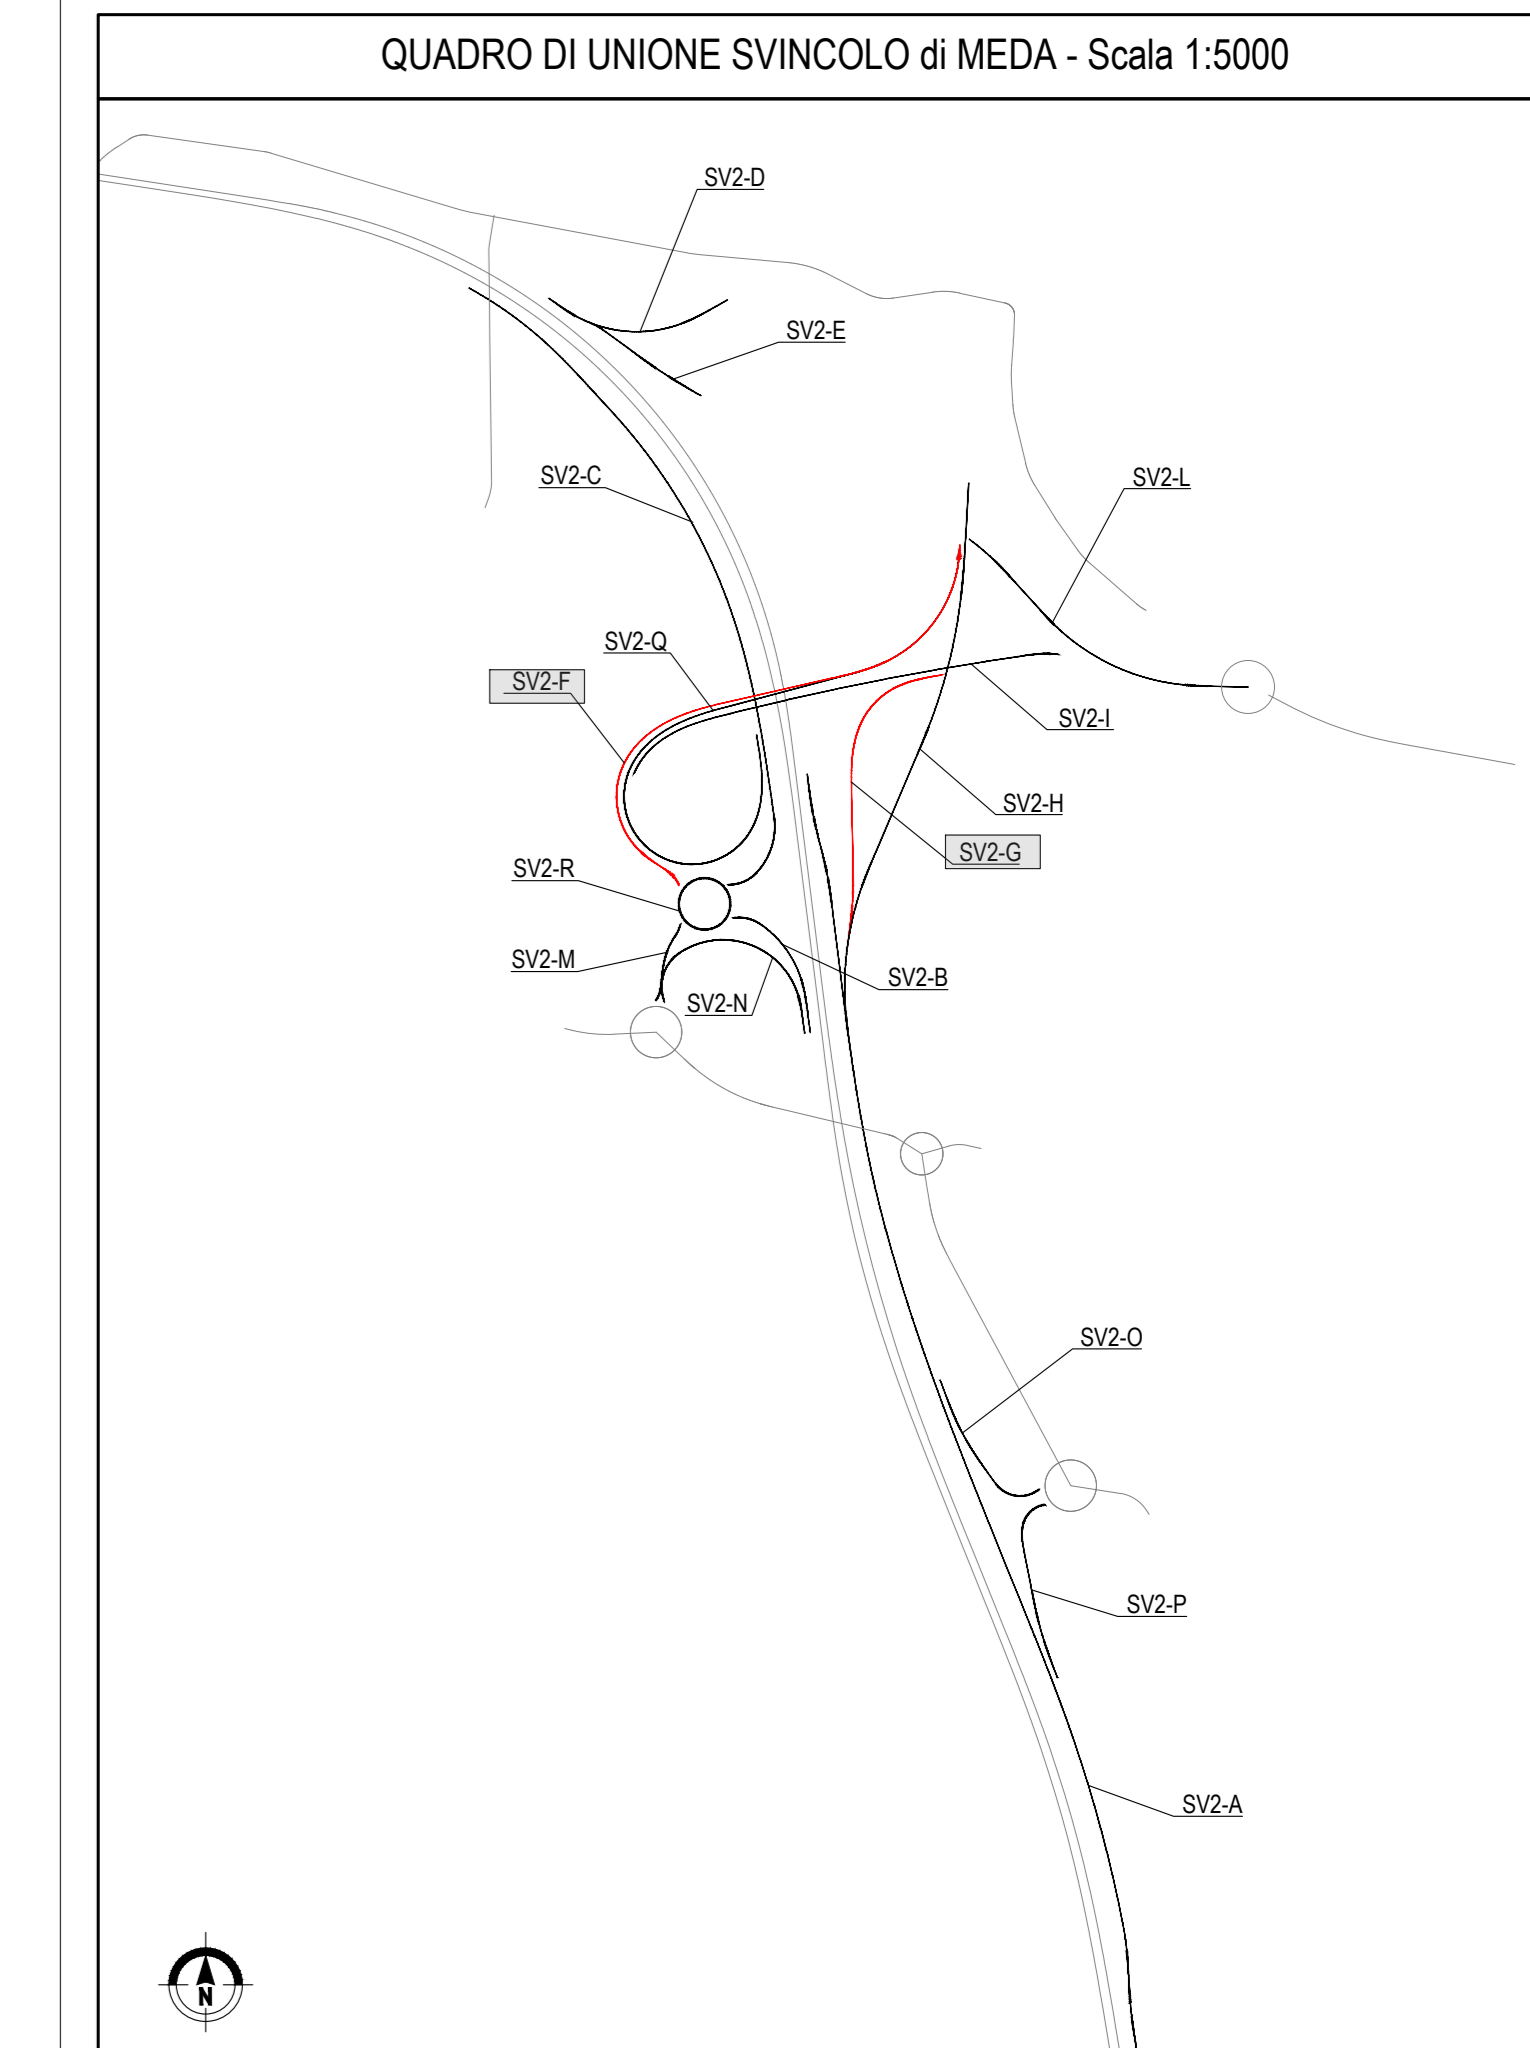 QUADRO DI UNIONE SVINCOLO di MEDA - Scala 1:5000
SV2-D
SV2-E
SV2-C
SV2-L
SV2-Q
SV2-F
SV2-I
SV2-H
SV2-G
SV2-R
SV2-M
SV2-B
SV2-N
SV2-O
SV2-P
SV2-A
N